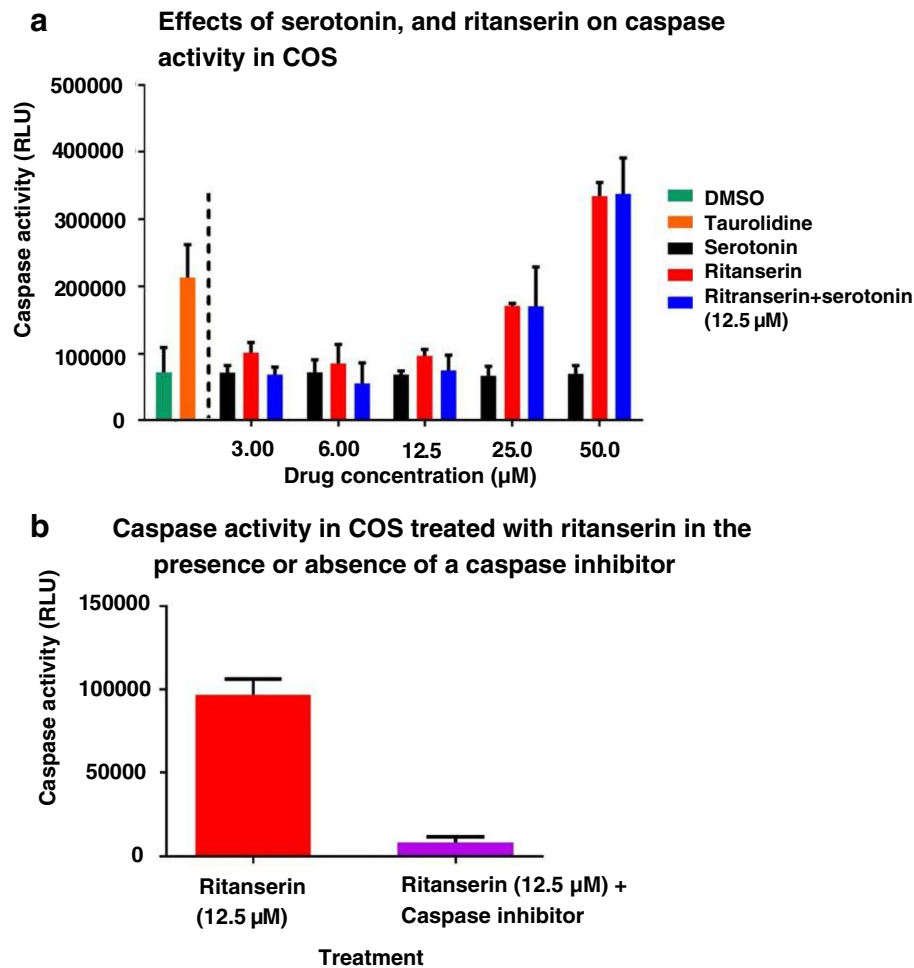 a
Effects of serotonin, and ritanserin on caspase
activity in COS
Caspase activity (RLU)
500000
400000
300000
200000
100000
0
3.00 6.00 12.5 25.0 50.0
Drug concentration (µM)
DMSO
Taurolidine
Serotonin
Ritanserin
Ritranserin+serotonin
(12.5 µM)
b
Caspase activity in COS treated with ritanserin in the
presence or absence of a caspase inhibitor
Caspase activity (RLU)
150000
100000
50000
0
Ritanserin
(12.5 µM)
Ritanserin (12.5 µM) +
Caspase inhibitor
Treatment